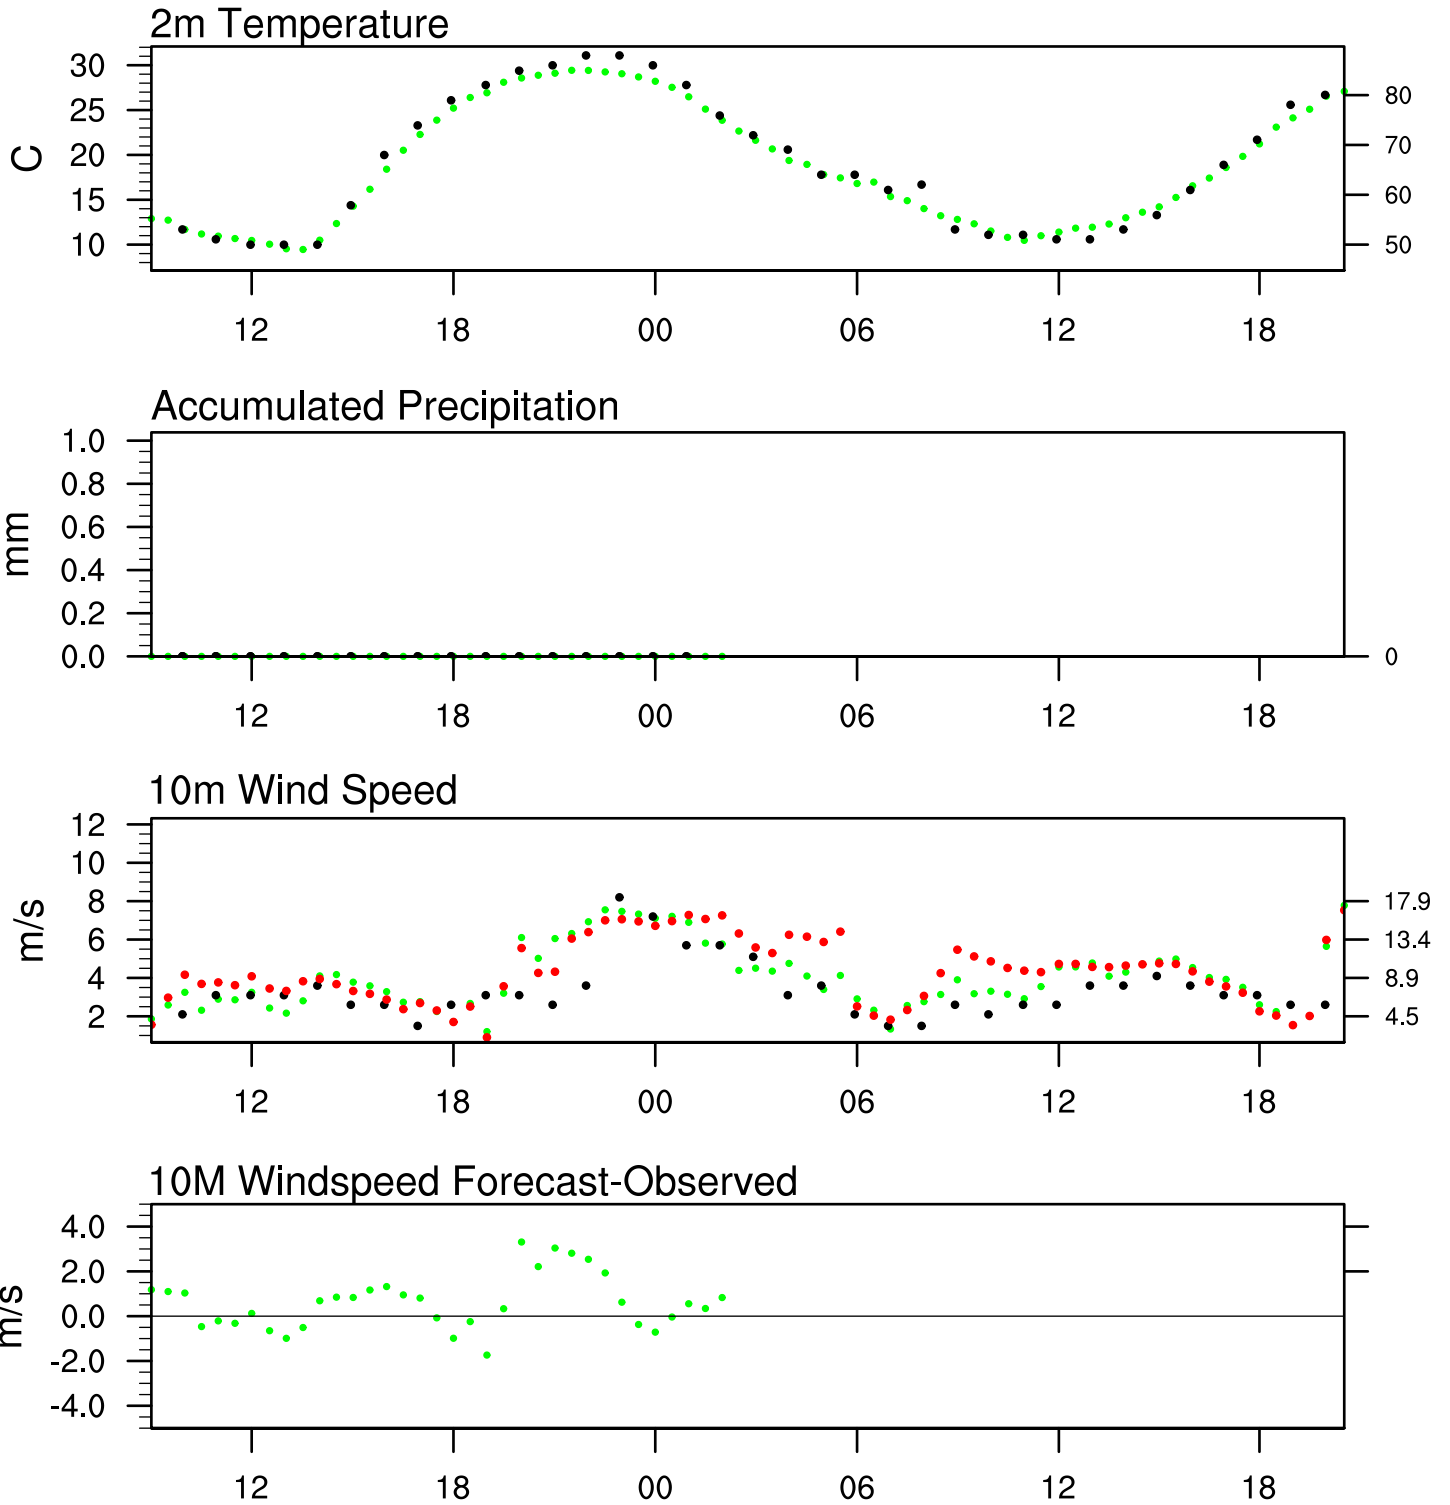 2m Temperature
30
25
20
15
10
C
80
70
60
50
12 18 00 06 12 18
Accumulated Precipitation
1.0
0.8
0.6
0.4
0.2
0.0
mm
0
12 18 00 06 12 18
10m Wind Speed
12
10
8
6
4
2
m/s
17.9
13.4
8.9
4.5
12 18 00 06 12 18
10M Windspeed Forecast-Observed
4.0
2.0
0.0
-2.0
-4.0
m/s
12 18 00 06 12 18